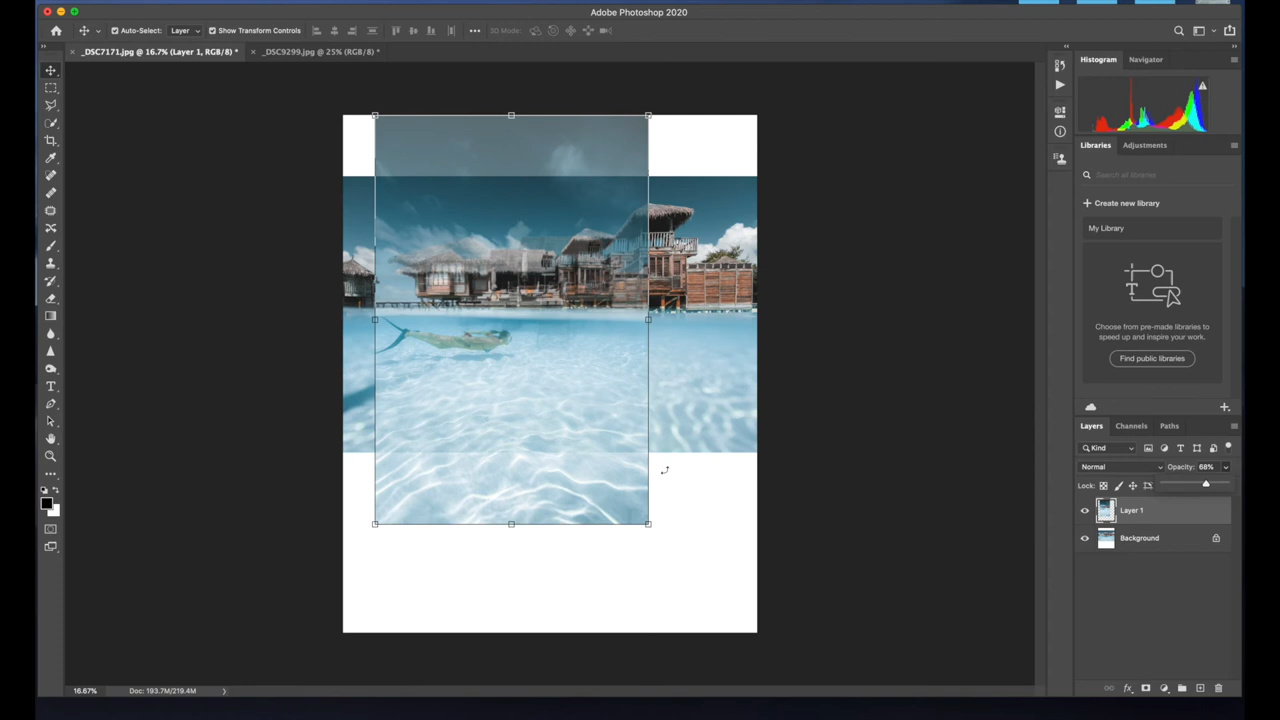 Adobe Photoshop 2020
Auto-Select: Layer Show Transform Controls 3D Mode:
_DSC7171.jpg @ 16.7% (Layer 1, RGB/8) * _DSC9299.jpg @ 25% (RGB/8) *
Histogram Navigator
Libraries Adjustments
Search all libraries
Create new library
My Library
Choose from pre-made libraries to
speed up and inspire your work.
Find public libraries
Layers Channels Paths
Kind
Normal Opacity: 68%
Lock:
Layer 1
Background
16.67% Doc: 193.7M/219.4M